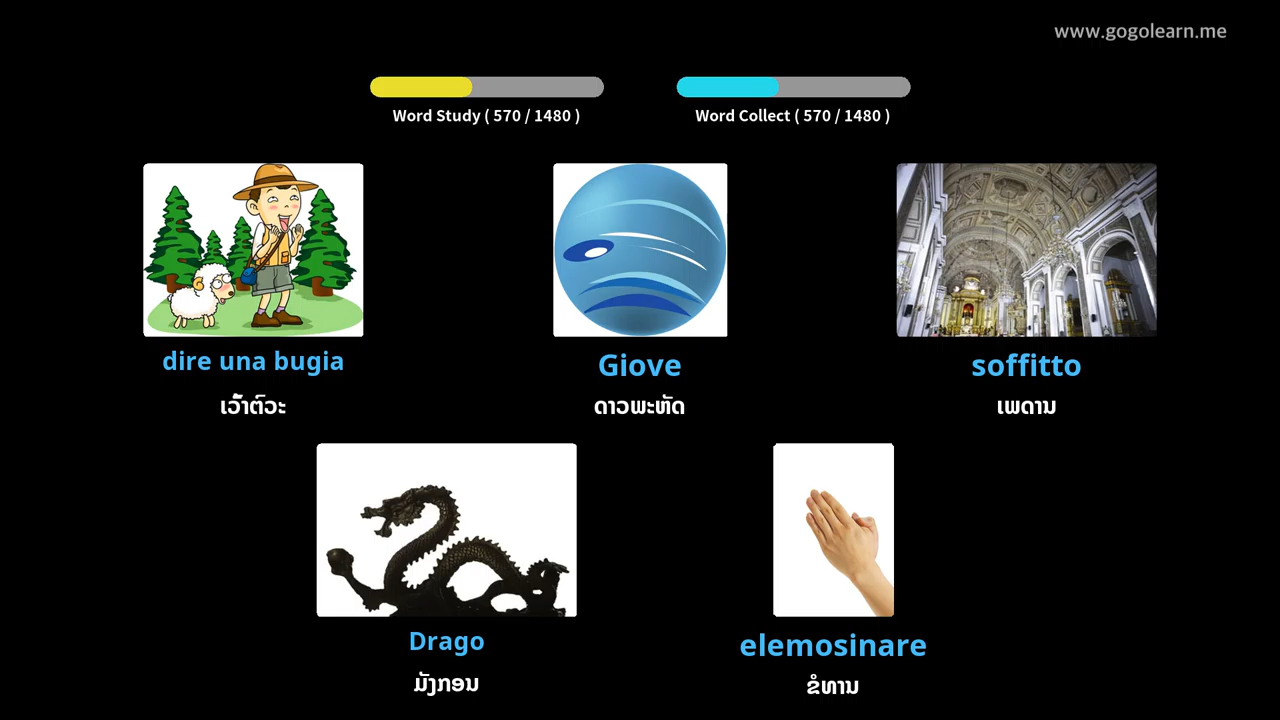 www.gogolearn.me
Word Study ( 570 / 1480 )
Word Collect ( 570 / 1480 )
dire una bugia
Giove
soffitto
ເວົ້າຕົວະ
ດາວພະຫັດ
ເພດານ
Drago
elemosinare
ມັງກອນ
ຂໍທານ